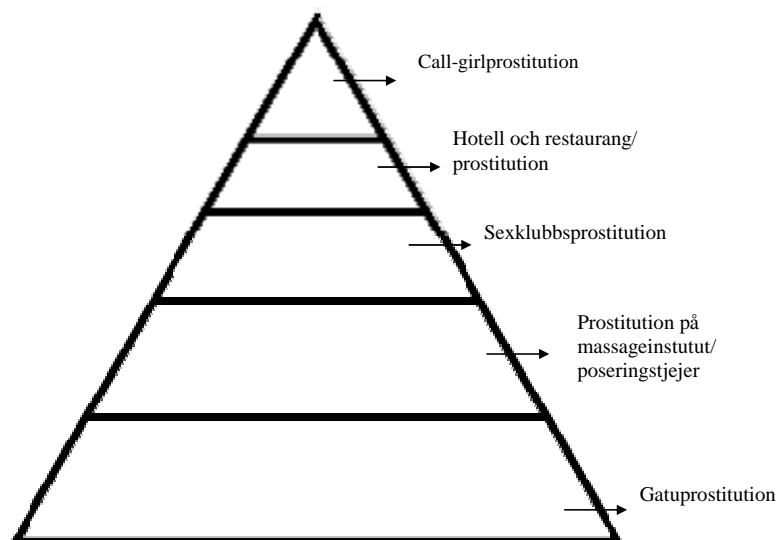 Call-girlprostitution
Hotell och restaurang/
prostitution
Sexklubbsprostitution
Prostitution på
massageinstutut/
poseringstjejer
Gatuprostitution